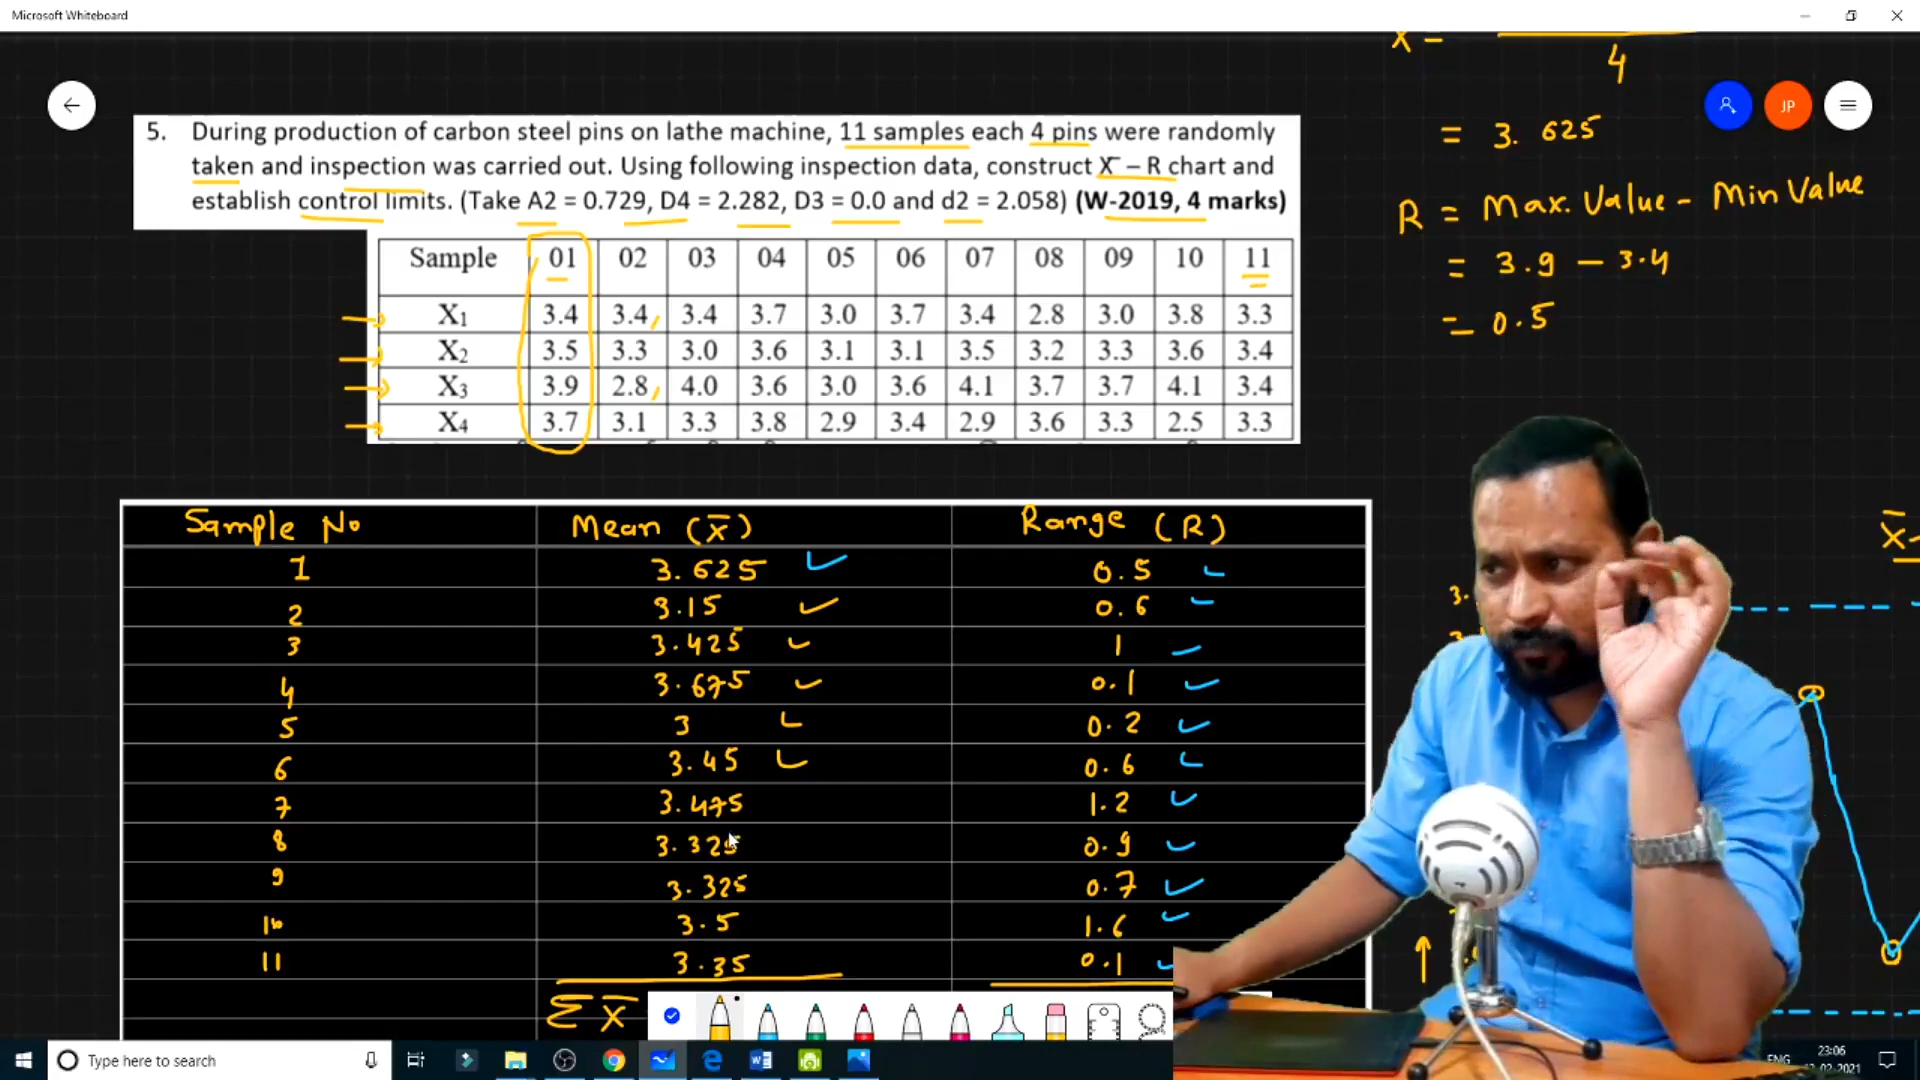 Microsoft Whiteboard
X =
4
= 3.625
JP
5. During production of carbon steel pins on lathe machine, 11 samples each 4 pins were randomly
taken and inspection was carried out. Using following inspection data, construct X¯ – R chart and
establish control limits. (Take A2 = 0.729, D4 = 2.282, D3 = 0.0 and d2 = 2.058) (W-2019, 4 marks)
R = Max. Value - Min Value
= 3.9 - 3.4
= 0.5
Sample 01 02 03 04 05 06 07 08 09 10 11
X1 3.4 3.4 3.4 3.7 3.0 3.7 3.4 2.8 3.0 3.8 3.3
X2 3.5 3.3 3.0 3.6 3.1 3.1 3.5 3.2 3.3 3.6 3.4
X3 3.9 2.8 4.0 3.6 3.0 3.6 4.1 3.7 3.7 4.1 3.4
X4 3.7 3.1 3.3 3.8 2.9 3.4 2.9 3.6 3.3 2.5 3.3
Sample No Mean (x̄) Range (R)
1 3.625 0.5
2 3.15 0.6
3 3.425 1
4 3.675 0.1
5 3 0.2
6 3.45 0.6
7 3.475 1.2
8 3.325 0.9
9 3.325 0.7
10 3.5 1.6
11 3.35 0.1
Σ x̄
x̄-
3.
Type here to search
ENG
23:06